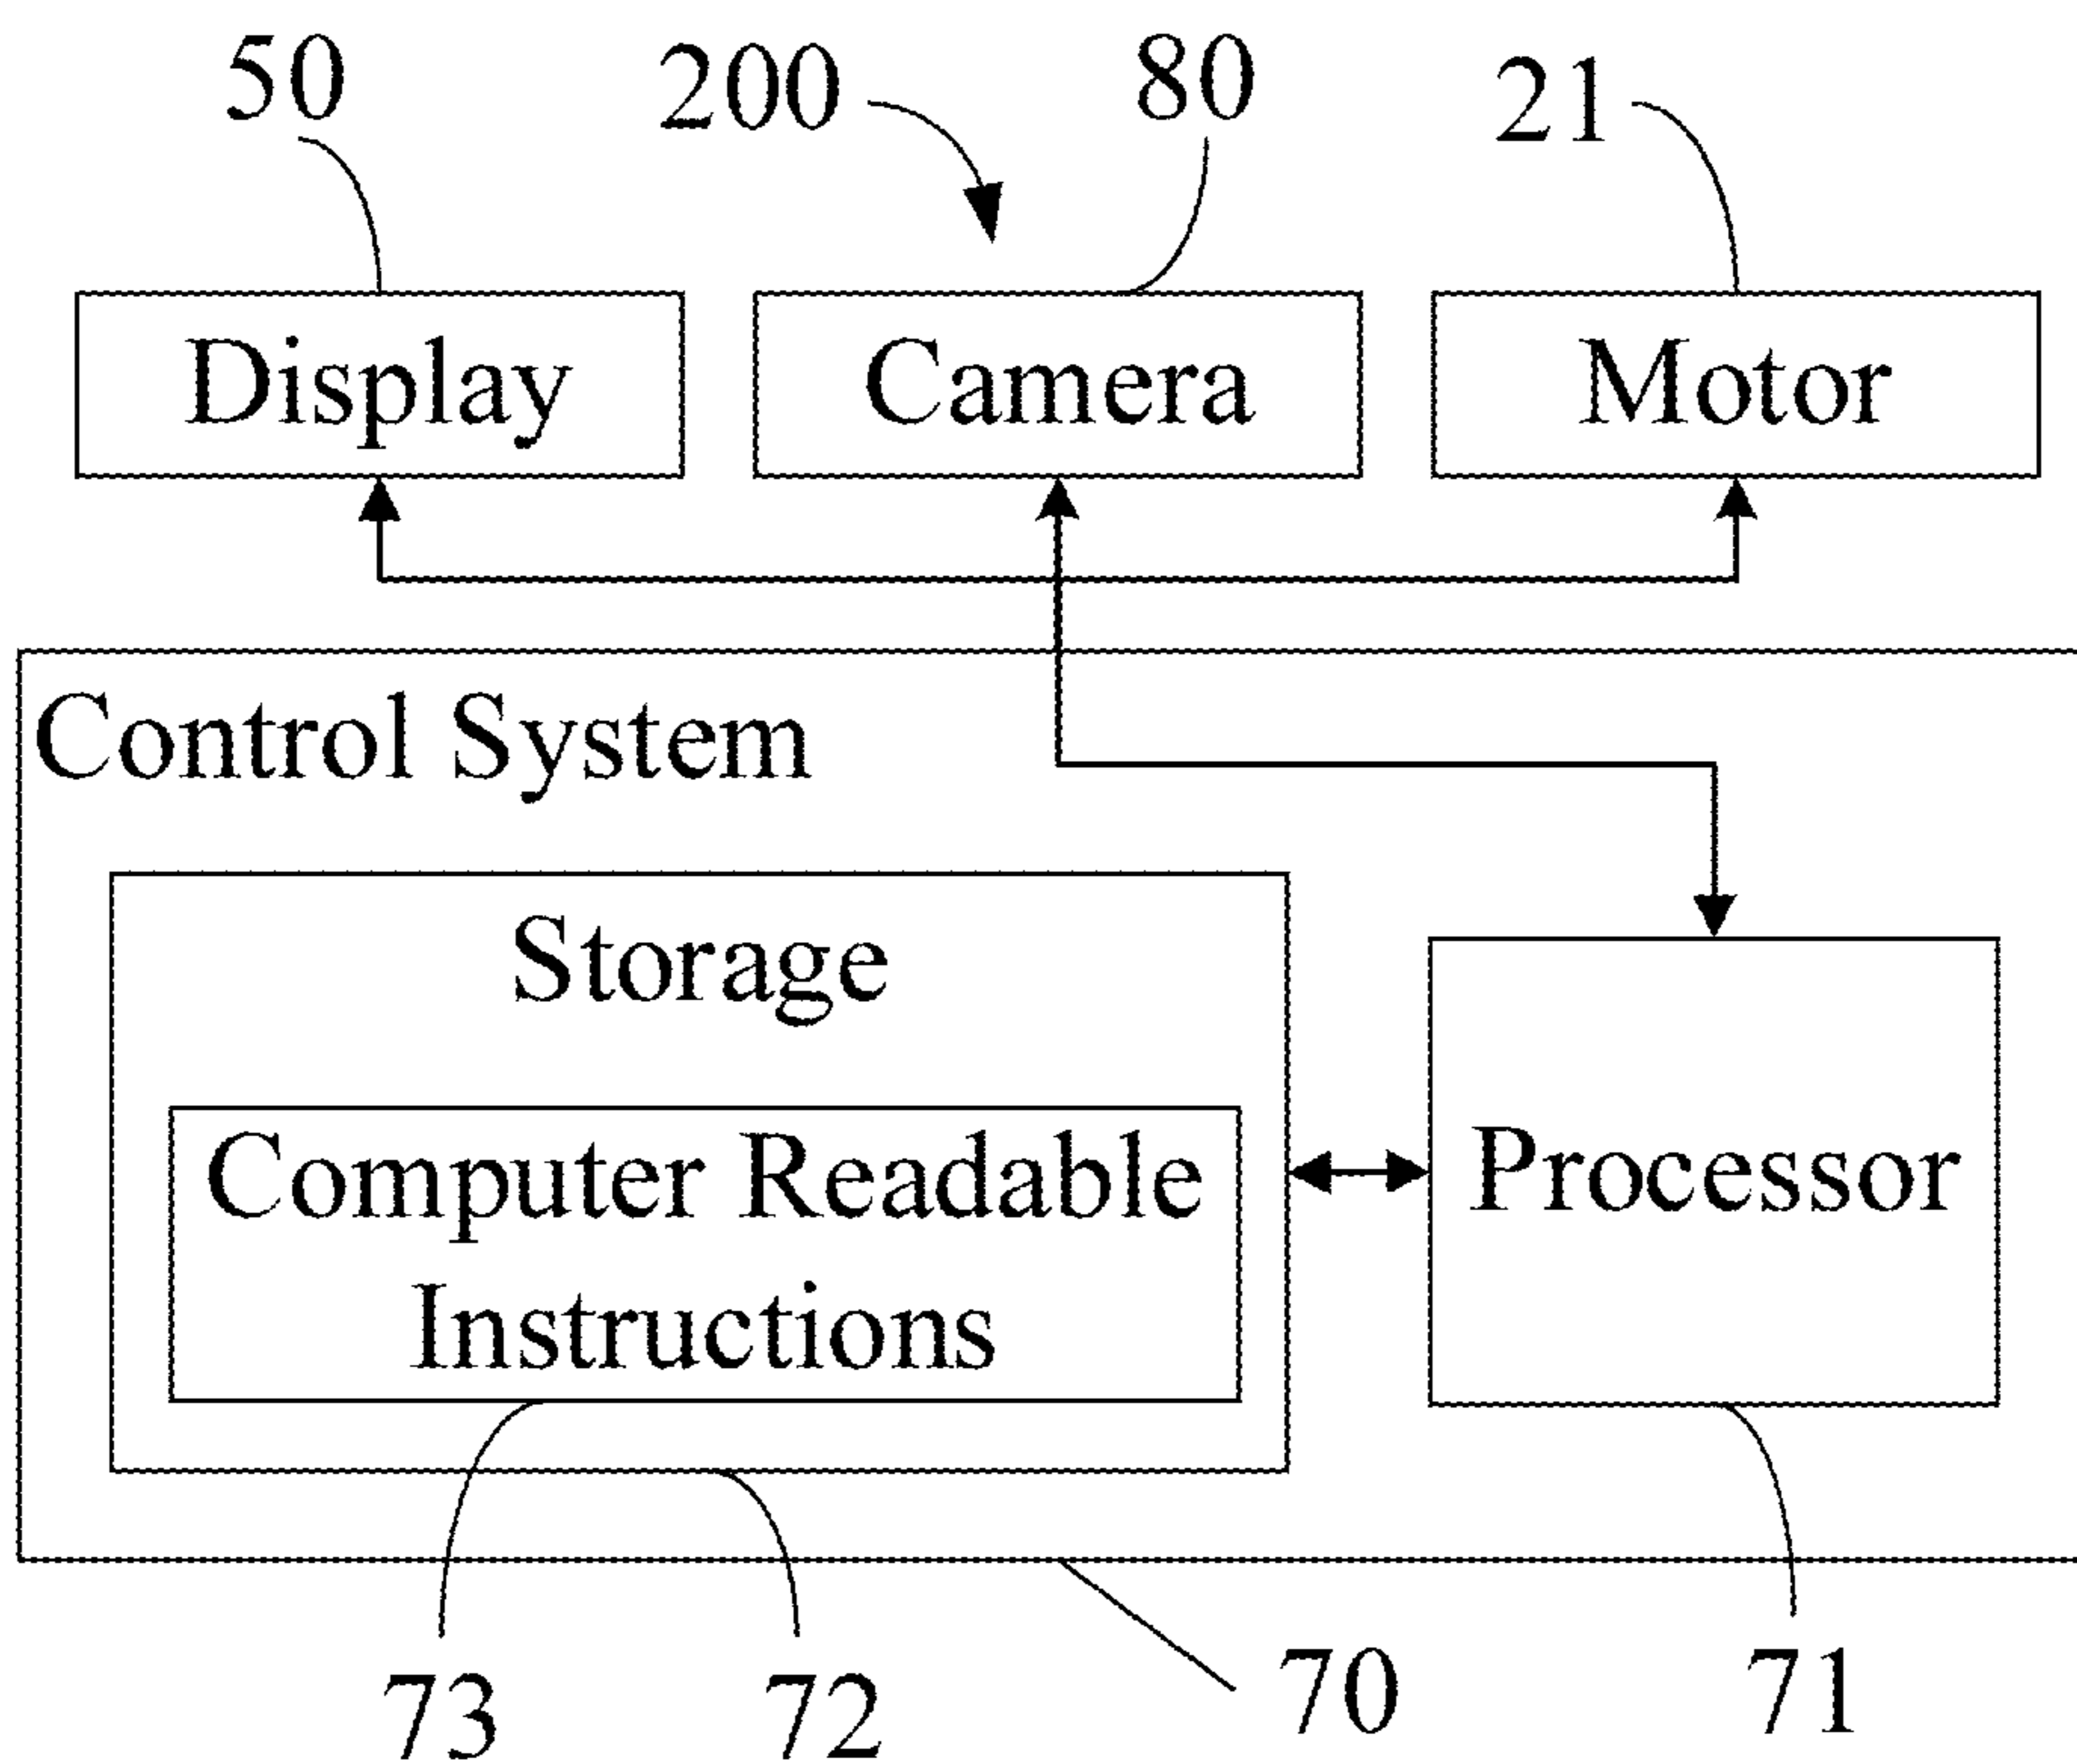 50
200
80
21
Display
Camera
Motor
Control System
Storage
Computer Readable
Instructions
Processor
73
72
70
71